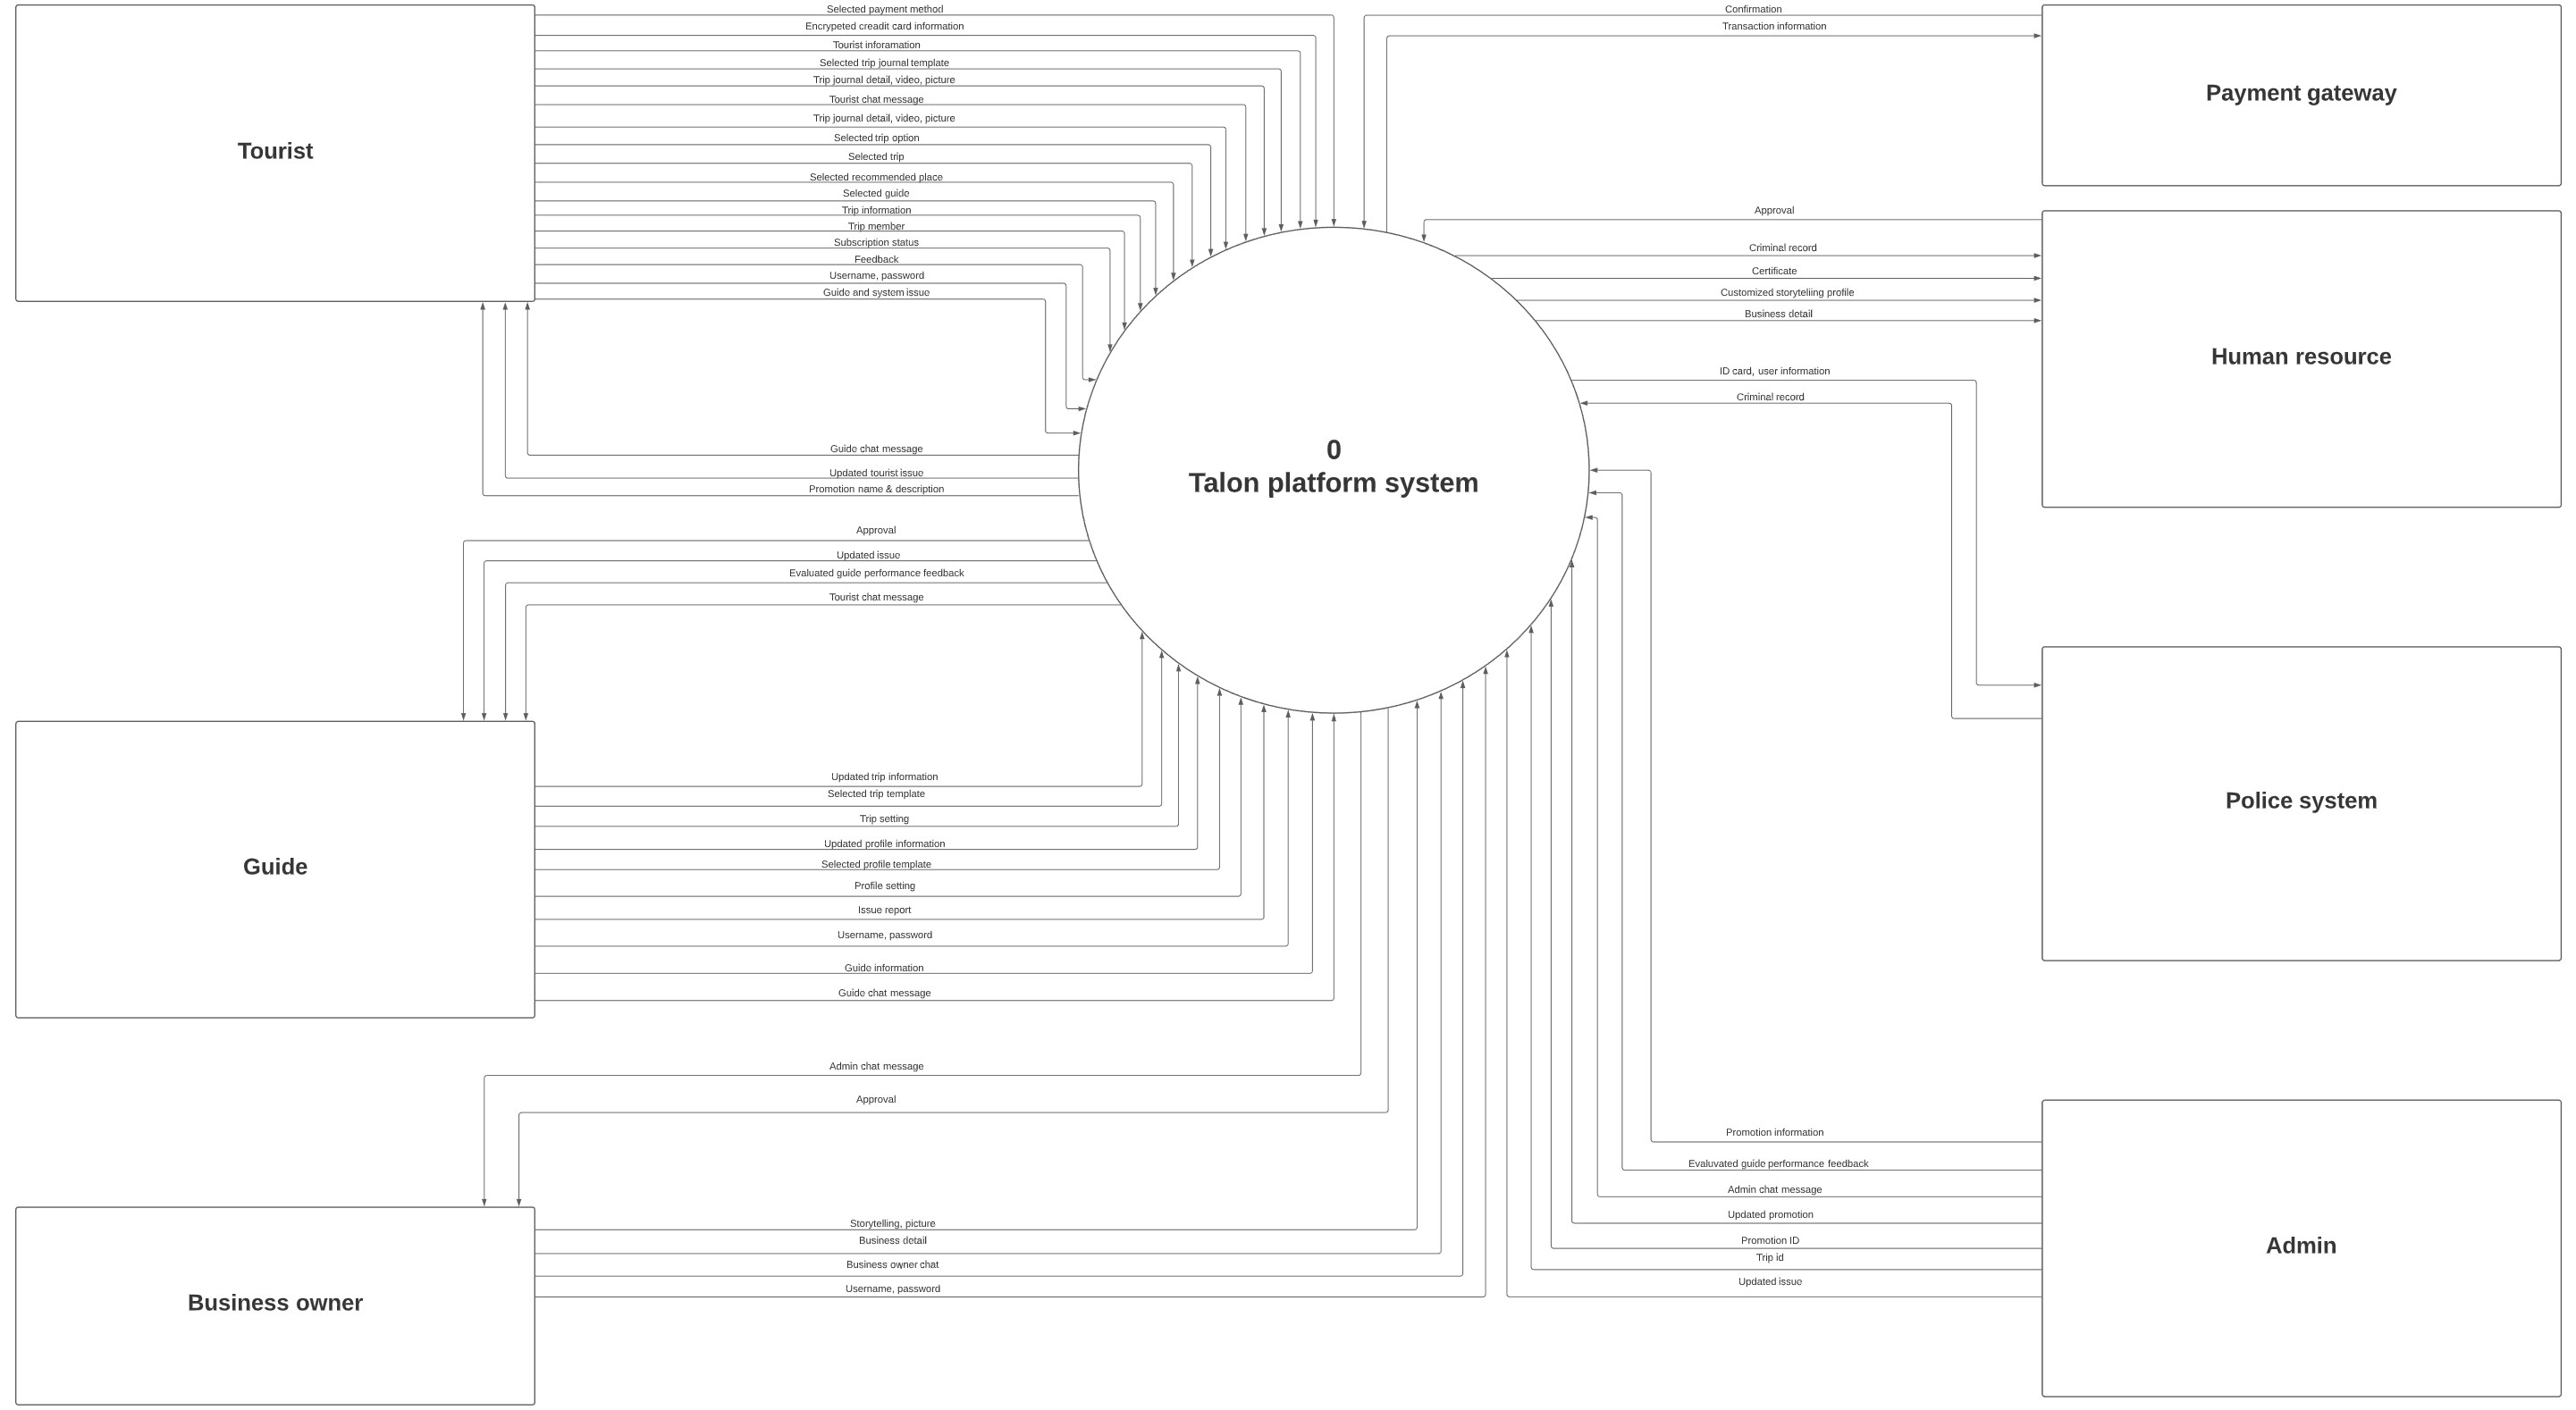 Tourist
Selected payment method
Encrypeted creadit card information
Tourist inforamation
Selected trip journal template
Trip journal detail, video, picture
Tourist chat message
Trip journal detail, video, picture
Selected trip option
Selected trip
Selected recommended place
Selected guide
Trip information
Trip member
Subscription status
Feedback
Username, password
Guide and system issue
Guide chat message
Updated tourist issue
Promotion name & description
Approval
Updated issue
Evaluated guide performance feedback
Tourist chat message
Guide
Updated trip information
Selected trip template
Trip setting
Updated profile information
Selected profile template
Profile setting
Issue report
Username, password
Guide information
Guide chat message
Admin chat message
Approval
Business owner
Storytelling, picture
Business detail
Business owner chat
Username, password
0
Talon platform system
Confirmation
Transaction information
Payment gateway
Approval
Criminal record
Certificate
Customized storyteliing profile
Business detail
Human resource
ID card, user information
Criminal record
Police system
Promotion information
Evaluvated guide performance feedback
Admin chat message
Updated promotion
Promotion ID
Trip id
Updated issue
Admin